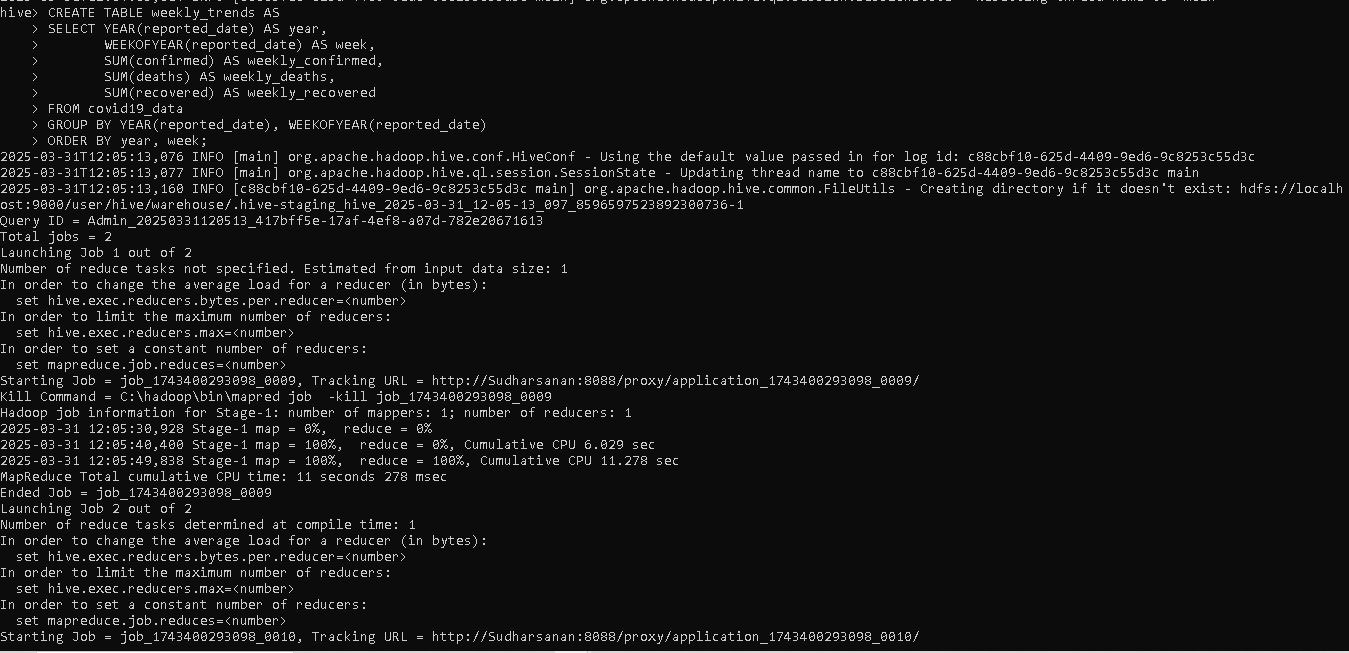 hive> CREATE TABLE weekly_trends AS
    > SELECT YEAR(reported_date) AS year,
    >        WEEKOFYEAR(reported_date) AS week,
    >        SUM(confirmed) AS weekly_confirmed,
    >        SUM(deaths) AS weekly_deaths,
    >        SUM(recovered) AS weekly_recovered
    > FROM covid19_data
    > GROUP BY YEAR(reported_date), WEEKOFYEAR(reported_date)
    > ORDER BY year, week;
2025-03-31T12:05:13,076 INFO [main] org.apache.hadoop.hive.conf.HiveConf - Using the default value passed in for log id: c88cbf10-625d-4409-9ed6-9c8253c55d3c
2025-03-31T12:05:13,077 INFO [main] org.apache.hadoop.hive.ql.session.SessionState - Updating thread name to c88cbf10-625d-4409-9ed6-9c8253c55d3c main
2025-03-31T12:05:13,160 INFO [c88cbf10-625d-4409-9ed6-9c8253c55d3c main] org.apache.hadoop.hive.common.FileUtils - Creating directory if it doesn't exist: hdfs://localh
ost:9000/user/hive/warehouse/.hive-staging_hive_2025-03-31_12-05-13_097_8596597523892300736-1
Query ID = Admin_20250331120513_417bff5e-17af-4ef8-a07d-782e20671613
Total jobs = 2
Launching Job 1 out of 2
Number of reduce tasks not specified. Estimated from input data size: 1
In order to change the average load for a reducer (in bytes):
  set hive.exec.reducers.bytes.per.reducer=<number>
In order to limit the maximum number of reducers:
  set hive.exec.reducers.max=<number>
In order to set a constant number of reducers:
  set mapreduce.job.reduces=<number>
Starting Job = job_1743400293098_0009, Tracking URL = http://Sudharsanan:8088/proxy/application_1743400293098_0009/
Kill Command = C:\hadoop\bin\mapred job  -kill job_1743400293098_0009
Hadoop job information for Stage-1: number of mappers: 1; number of reducers: 1
2025-03-31 12:05:30,928 Stage-1 map = 0%,  reduce = 0%
2025-03-31 12:05:40,400 Stage-1 map = 100%,  reduce = 0%, Cumulative CPU 6.029 sec
2025-03-31 12:05:49,838 Stage-1 map = 100%,  reduce = 100%, Cumulative CPU 11.278 sec
MapReduce Total cumulative CPU time: 11 seconds 278 msec
Ended Job = job_1743400293098_0009
Launching Job 2 out of 2
Number of reduce tasks determined at compile time: 1
In order to change the average load for a reducer (in bytes):
  set hive.exec.reducers.bytes.per.reducer=<number>
In order to limit the maximum number of reducers:
  set hive.exec.reducers.max=<number>
In order to set a constant number of reducers:
  set mapreduce.job.reduces=<number>
Starting Job = job_1743400293098_0010, Tracking URL = http://Sudharsanan:8088/proxy/application_1743400293098_0010/